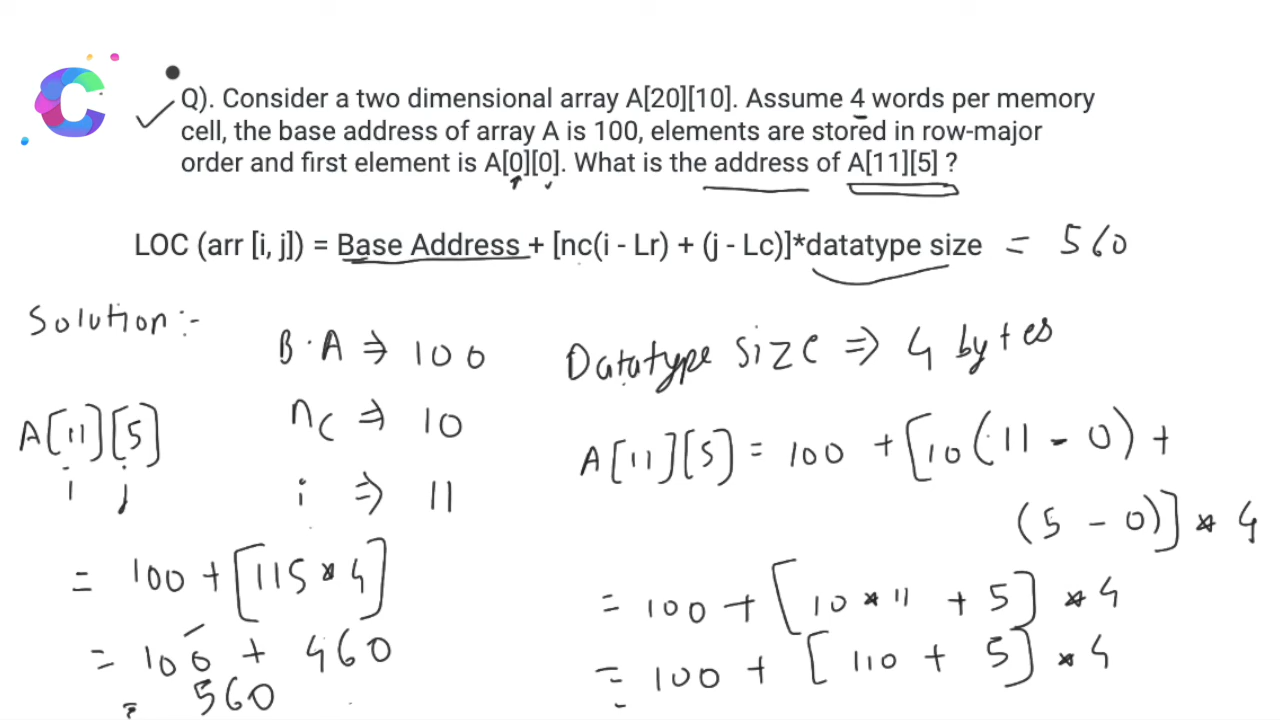 Q). Consider a two dimensional array A[20][10]. Assume 4 words per memory
cell, the base address of array A is 100, elements are stored in row-major
order and first element is A[0][0]. What is the address of A[11][5] ?
LOC (arr [i, j]) = Base Address + [nc(i - Lr) + (j - Lc)]*datatype size = 560
Solution :-
B.A ⇒ 100
nc ⇒ 10
i ⇒ 11
A[11][5]
i j
= 100 + [115 * 4]
= 100 + 460
= 560
Datatype size ⇒ 4 bytes
A[11][5] = 100 + [10(11 - 0) +
(5 - 0)] * 4
= 100 + [10 * 11 + 5] * 4
= 100 + [110 + 5] * 4